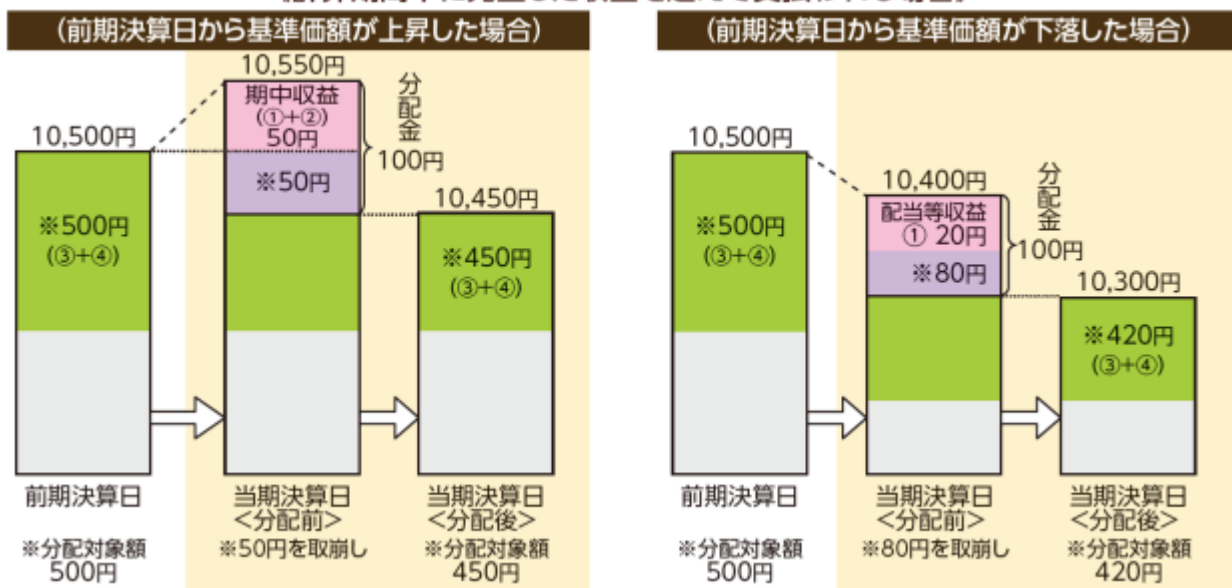 (前期決算日から基準価額が上昇した場合)
10,550円
期中収益
(①+②)
50円
分配金
100円
10,500円
※50円
10,450円
※500円
(③+④)
※450円
(③+④)
前期決算日
当期決算日
<分配前>
当期決算日
<分配後>
※分配対象額
500円
※50円を取崩し
※分配対象額
450円
(前期決算日から基準価額が下落した場合)
10,500円
10,400円
配当等収益
① 20円
分配金
100円
※80円
10,300円
※500円
(③+④)
※420円
(③+④)
前期決算日
当期決算日
<分配前>
当期決算日
<分配後>
※分配対象額
500円
※80円を取崩し
※分配対象額
420円